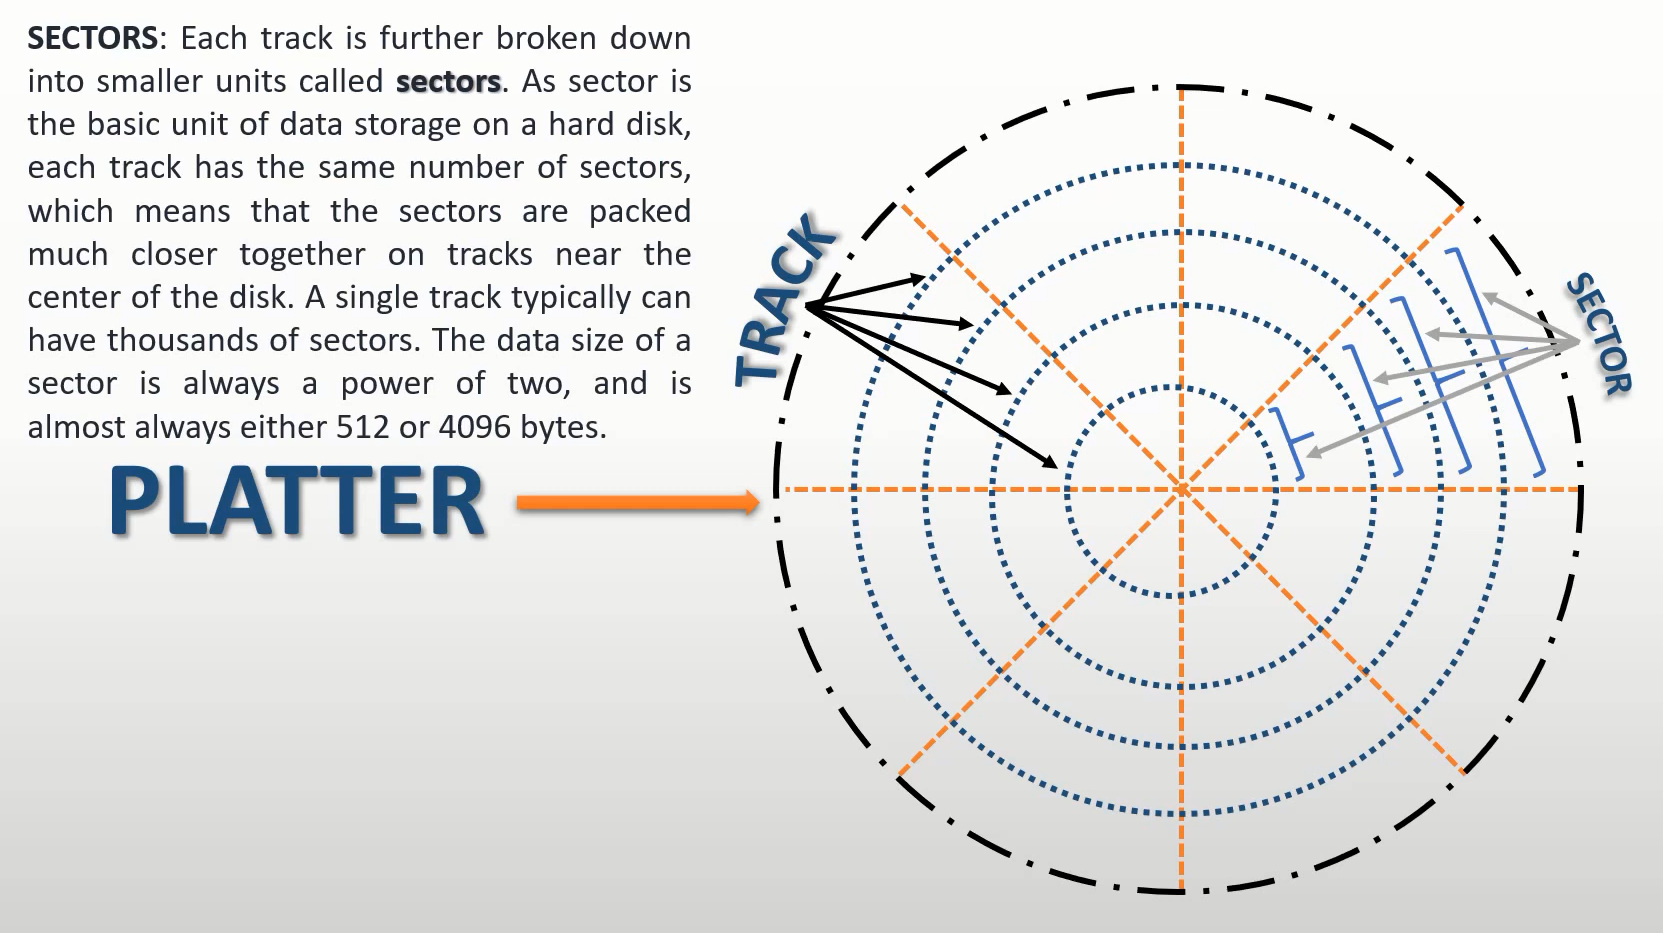 SECTORS: Each track is further broken down
into smaller units called sectors. As sector is
the basic unit of data storage on a hard disk,
each track has the same number of sectors,
which means that the sectors are packed
much closer together on tracks near the
center of the disk. A single track typically can
have thousands of sectors. The data size of a
sector is always a power of two, and is
almost always either 512 or 4096 bytes.
PLATTER
TRACK
SECTOR